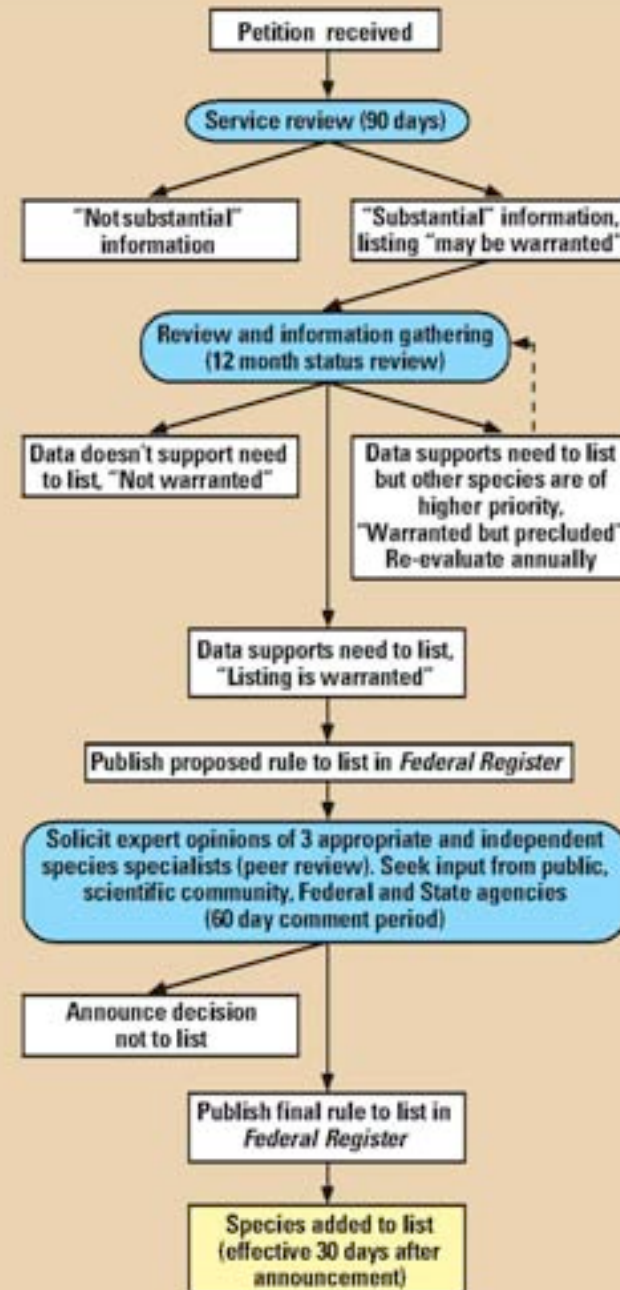 Petition received
Service review (90 days)
"Not substantial"
information
"Substantial" information,
listing "may be warranted"
Review and information gathering
(12 month status review)
Data doesn't support need
to list, "Not warranted"
Data supports need to list
but other species are of
higher priority,
"Warranted but precluded"
Re-evaluate annually
Data supports need to list,
"Listing is warranted"
Publish proposed rule to list in Federal Register
Solicit expert opinions of 3 appropriate and independent
species specialists (peer review). Seek input from public,
scientific community, Federal and State agencies
(60 day comment period)
Announce decision
not to list
Publish final rule to list in
Federal Register
Species added to list
(effective 30 days after
announcement)